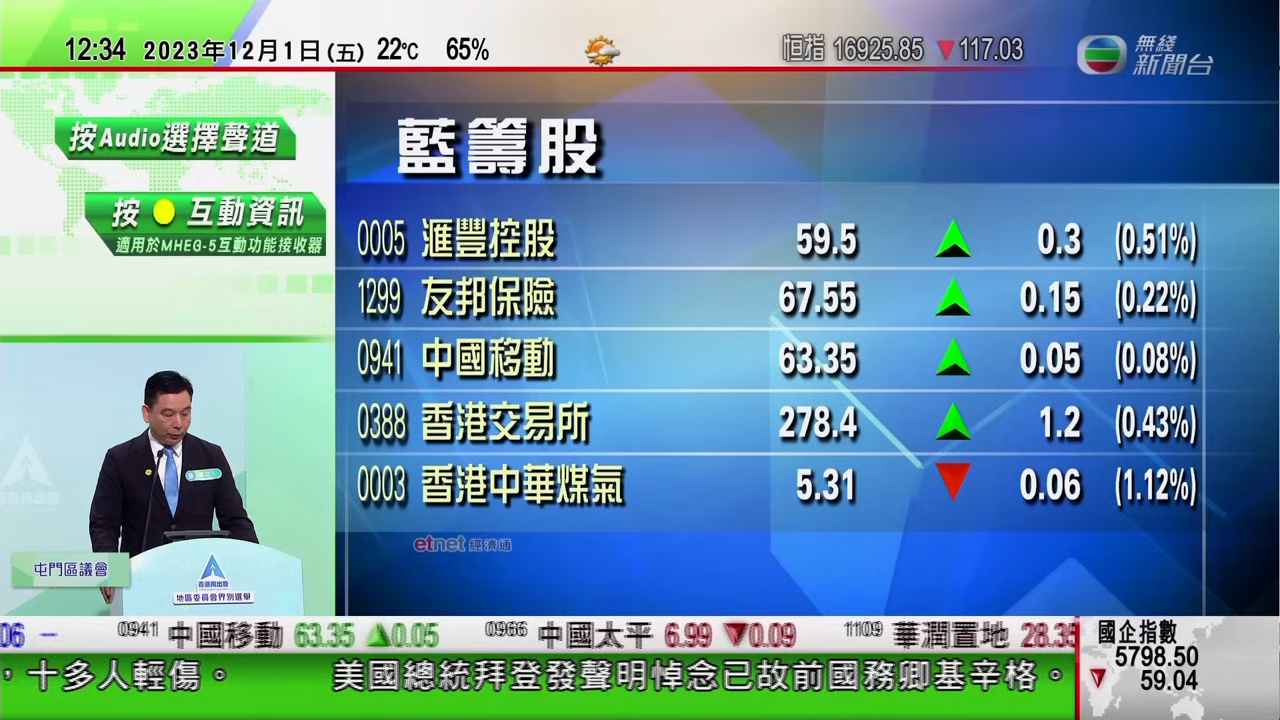 12:34 2023年12月1日(五) 22℃ 65% 恒指 16925.85 ▼117.03 無綫新聞台
按Audio選擇聲道
按 互動資訊
適用於MHEG-5互動功能接收器
藍籌股
0005 滙豐控股 59.5 ▲ 0.3 (0.51%)
1299 友邦保險 67.55 ▲ 0.15 (0.22%)
0941 中國移動 63.35 ▲ 0.05 (0.08%)
0388 香港交易所 278.4 ▲ 1.2 (0.43%)
0003 香港中華煤氣 5.31 ▼ 0.06 (1.12%)
etnet 經濟通
屯門區議會
香港再出發
地區委員會界別選舉
06 — 0941 中國移動 63.35 ▲0.05 0966 中國太平 6.99 ▼0.09 1109 華潤置地 28.35
國企指數
5798.50
▼ 59.04
，十多人輕傷。 美國總統拜登發聲明悼念已故前國務卿基辛格。